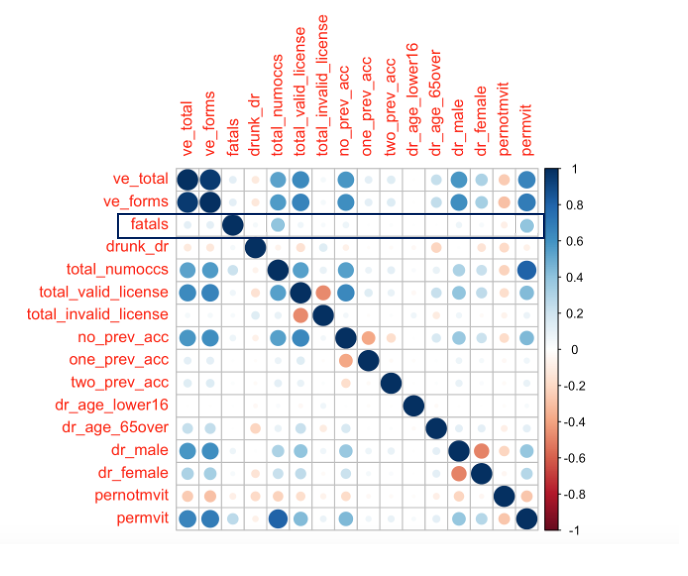 ve_total
ve_forms
fatals
drunk_dr
total_numoccs
total_valid_license
total_invalid_license
no_prev_acc
one_prev_acc
two_prev_acc
dr_age_lower16
dr_age_65over
dr_male
dr_female
pernotmvit
permvit
ve_total
ve_forms
fatals
drunk_dr
total_numoccs
total_valid_license
total_invalid_license
no_prev_acc
one_prev_acc
two_prev_acc
dr_age_lower16
dr_age_65over
dr_male
dr_female
pernotmvit
permvit
1
0.8
0.6
0.4
0.2
0
-0.2
-0.4
-0.6
-0.8
-1